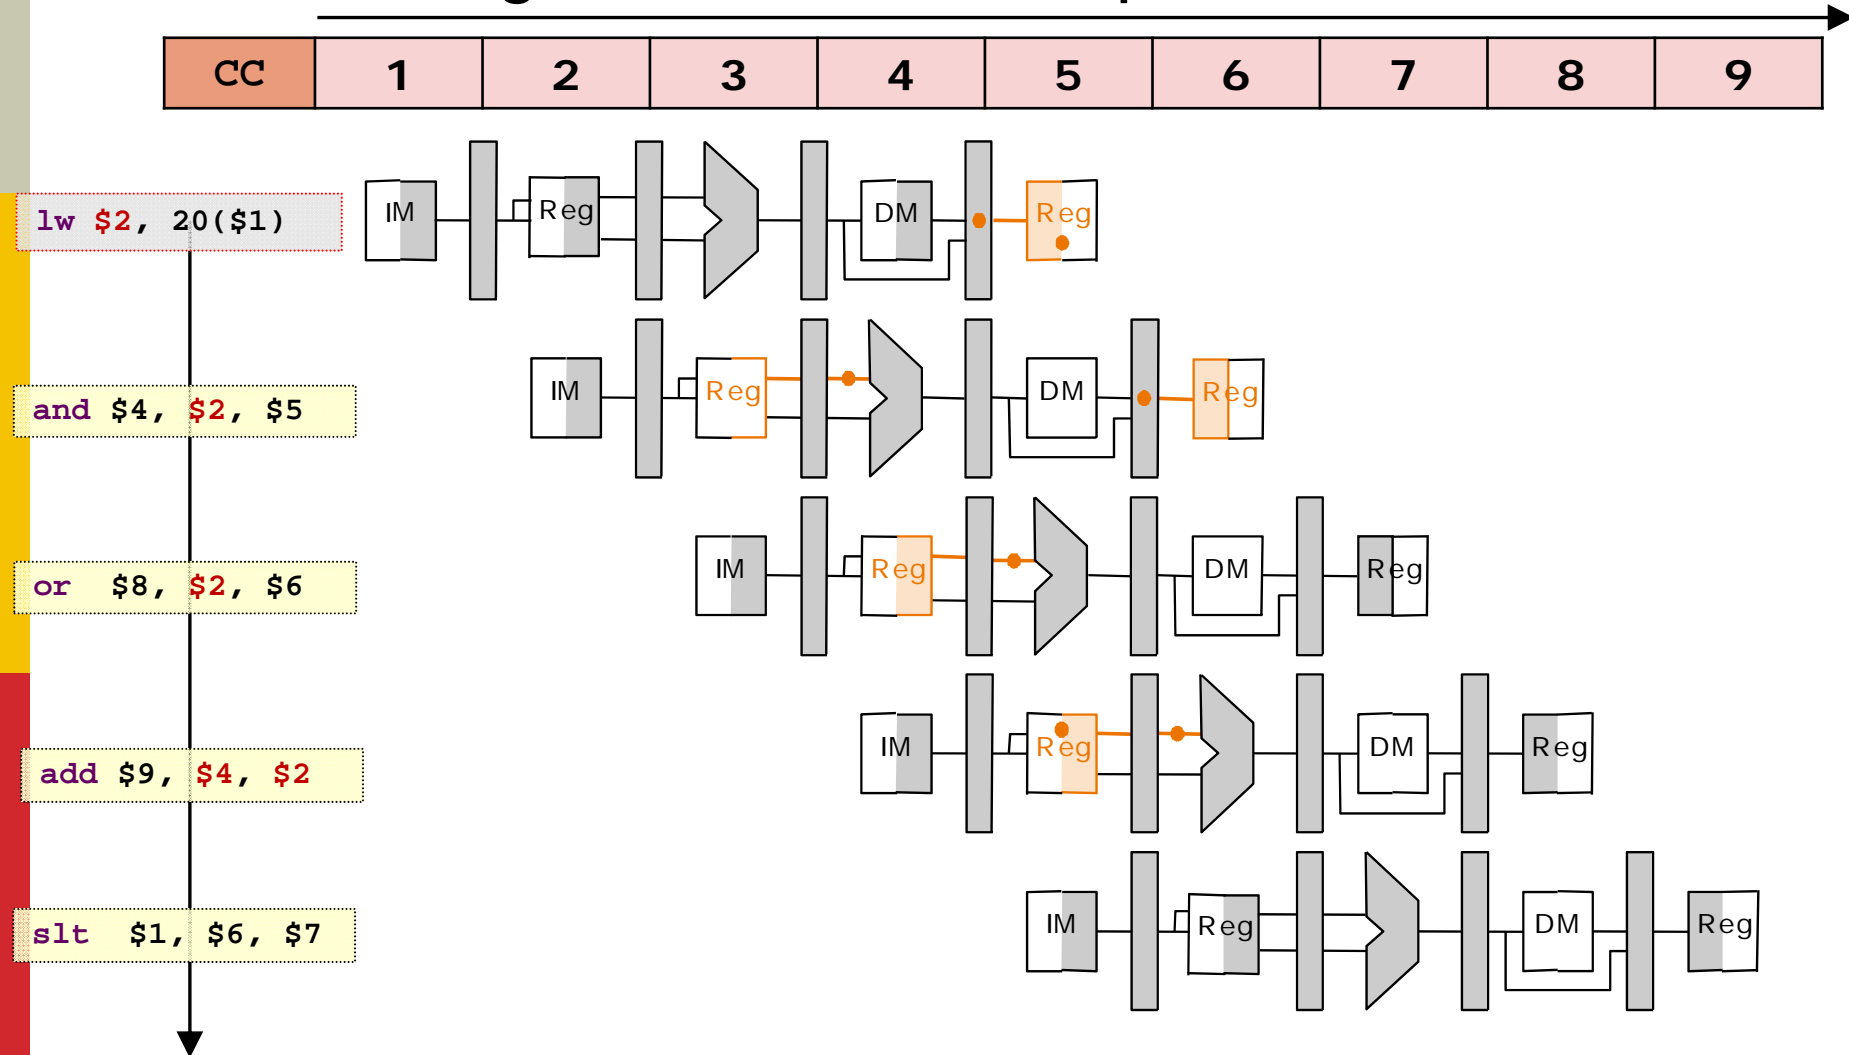 CC 1 2 3 4 5 6 7 8 9
lw $2, 20($1) IM Reg DM Reg
and $4, $2, $5 IM Reg DM Reg
or $8, $2, $6 IM Reg DM Reg
add $9, $4, $2 IM Reg DM Reg
slt $1, $6, $7 IM Reg DM Reg